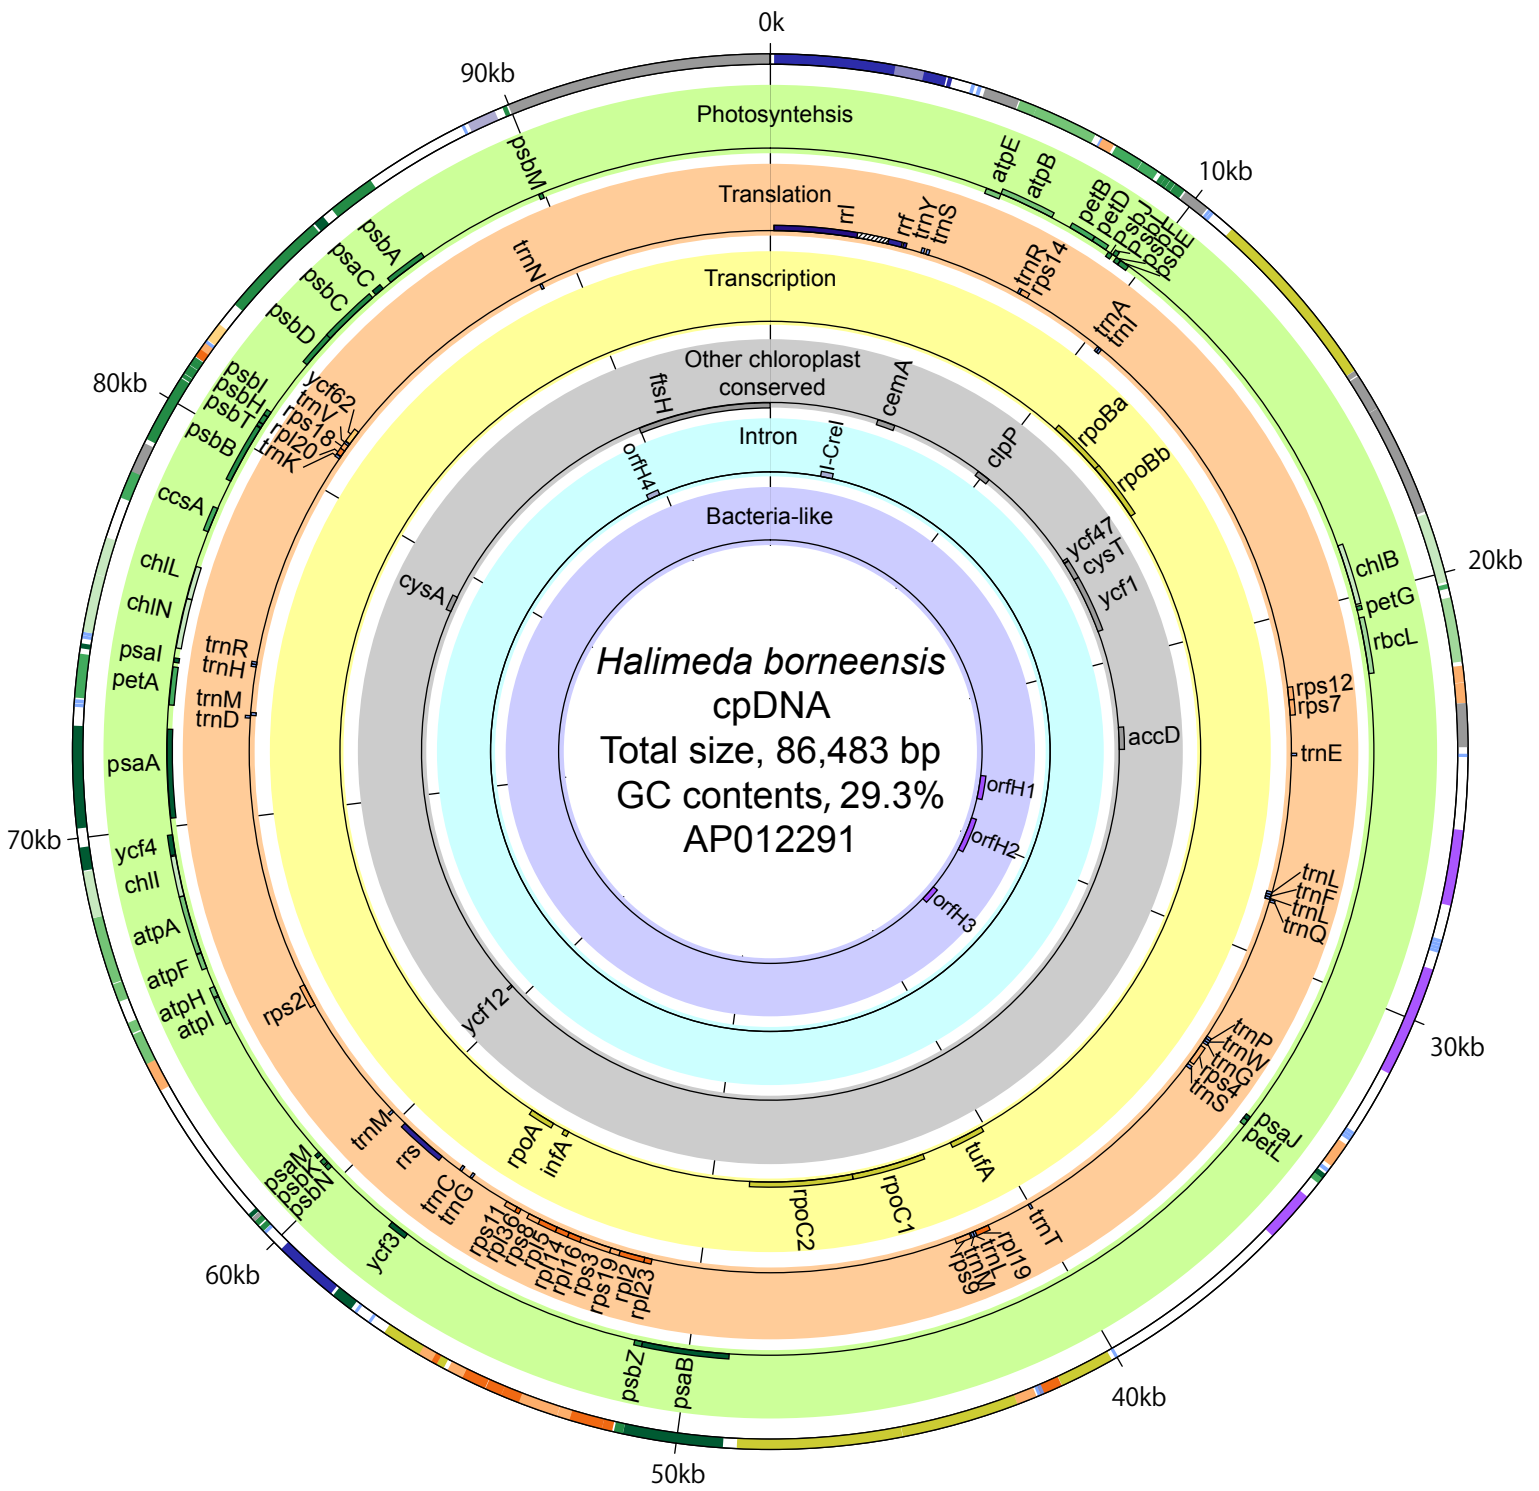 0k
10kb
20kb
30kb
40kb
50kb
60kb
70kb
80kb
90kb
Photosyntehsis
atpE
atpB
petB
petD
psbJ
psbL
psbF
psbE
chlB
petG
rbcL
psaJ
petL
psaB
psbZ
ycf3
psbN
psbK
psaM
atpI
atpH
atpF
atpA
chlI
ycf4
psaA
petA
psaI
chlN
chlL
ccsA
psbB
psbT
psbH
psbI
psbD
psbC
psaC
psbA
psbM
Translation
rrl
rrf
trnY
trnS
trnR
rps14
trnA
trnI
rps12
rps7
trnE
trnL
trnF
trnL
trnQ
trnP
trnW
trnG
rps4
trnS
trnT
rpl19
trnL
trnM
rps9
rpl23
rpl2
rps19
rps3
rpl16
rpl14
rpl5
rps8
rpl36
rps11
trnG
trnC
rrs
trnM
rps2
trnD
trnM
trnH
trnR
trnK
rpl20
rps18
trnV
ycf62
trnN
Transcription
rpoBa
rpoBb
tufA
rpoC1
rpoC2
infA
rpoA
Other chloroplast
conserved
cemA
clpP
ycf47
cysT
ycf1
accD
ycf12
cysA
ftsH
Intron
I-CreI
orfH4
Bacteria-like
orfH1
orfH2
orfH3
Halimeda borneensis
cpDNA
Total size, 86,483 bp
GC contents, 29.3%
AP012291